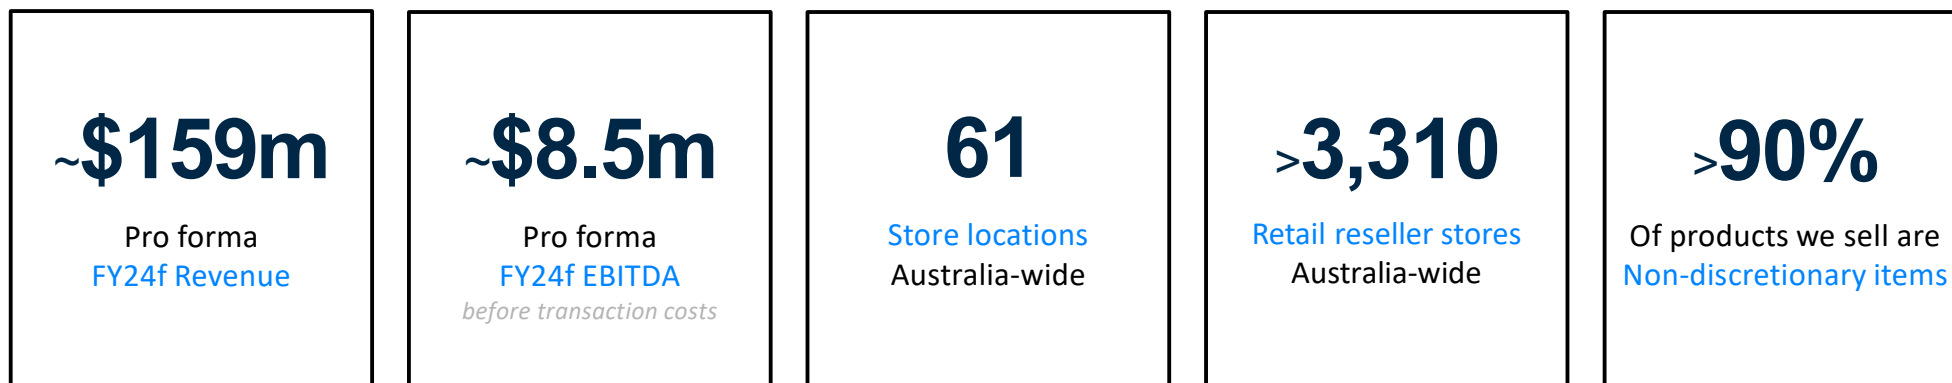 ~$159m
Pro forma
FY24f Revenue
~$8.5m
Pro forma
FY24f EBITDA
before transaction costs
61
Store locations
Australia-wide
>3,310
Retail reseller stores
Australia-wide
>90%
Of products we sell are
Non-discretionary items